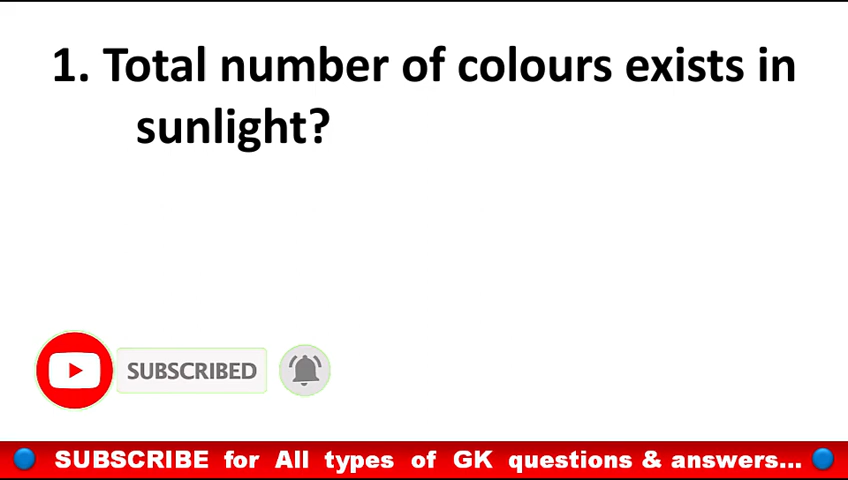 1. Total number of colours exists in
sunlight?
SUBSCRIBED
SUBSCRIBE for All types of GK questions & answers...